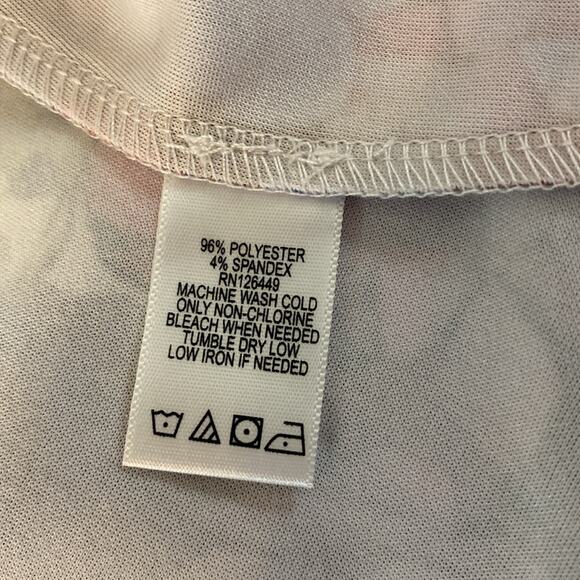 96% POLYESTER
4% SPANDEX
RN126449
MACHINE WASH COLD
ONLY NON-CHLORINE
BLEACH WHEN NEEDED
TUMBLE DRY LOW
LOW IRON IF NEEDED